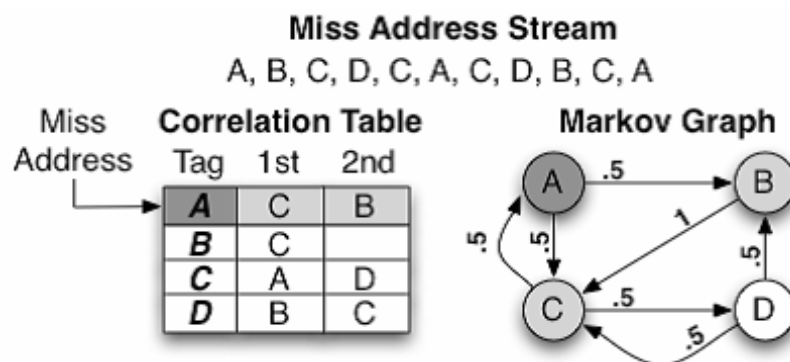 Miss Address Stream
A, B, C, D, C, A, C, D, B, C, A
Miss Address
Correlation Table
Tag 1st 2nd
A C B
B C
C A D
D B C
Markov Graph
A .5 B
.5 .5 1 .5
C .5 D
.5